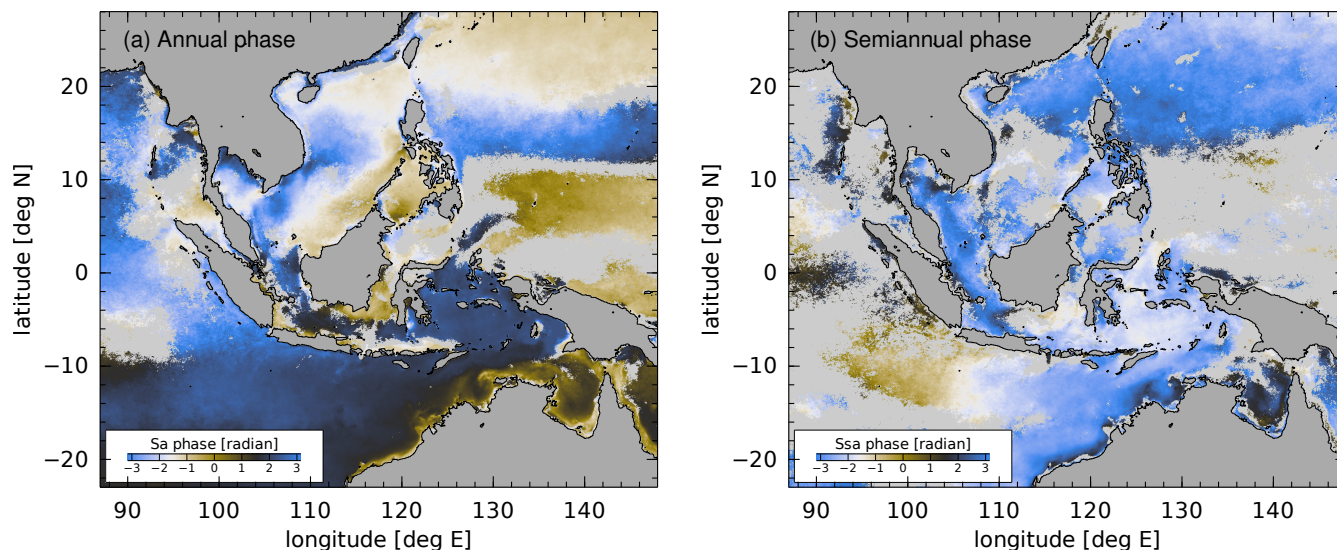 (a) Annual phase
20
10
0
−10
−20
latitude [deg N]
Sa phase [radian]
−3 −2 −1 0 1 2 3
90 100 110 120 130 140
longitude [deg E]
(b) Semiannual phase
20
10
0
−10
−20
latitude [deg N]
Ssa phase [radian]
−3 −2 −1 0 1 2 3
90 100 110 120 130 140
longitude [deg E]